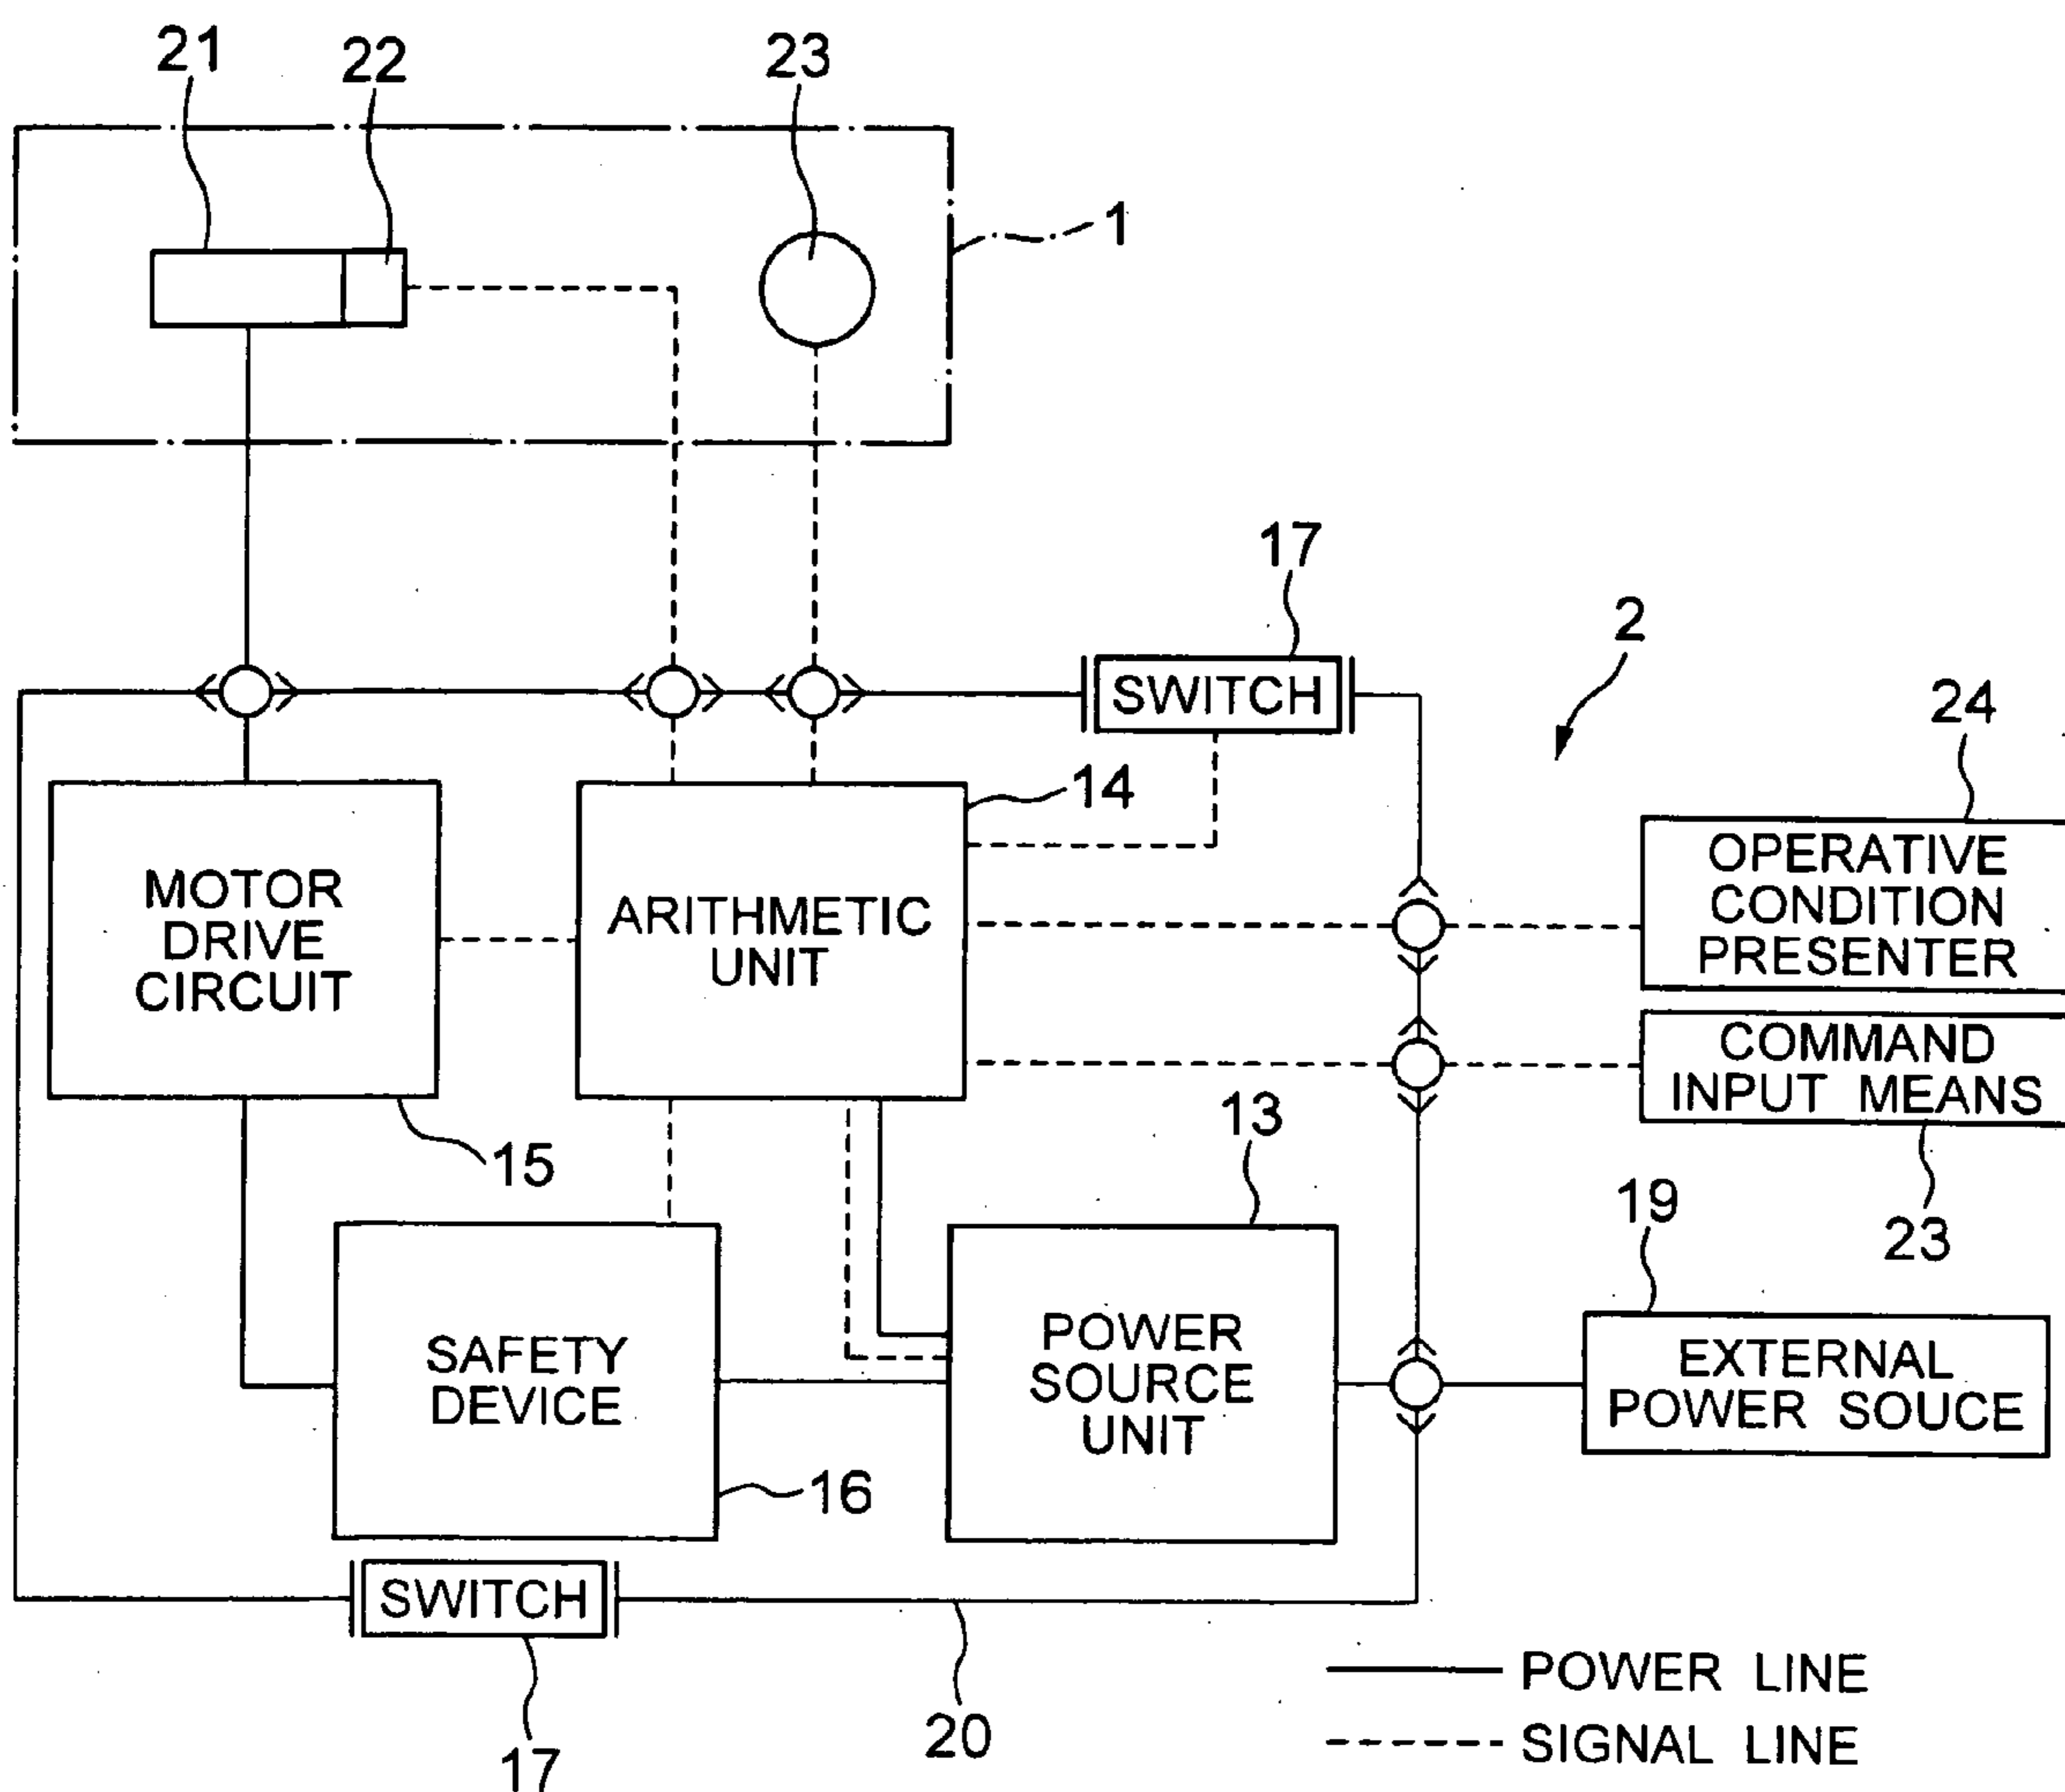 21
22
23
1
17
2
SWITCH
24
14
MOTOR
DRIVE
CIRCUIT
ARITHMETIC
UNIT
OPERATIVE
CONDITION
PRESENTER
COMMAND
INPUT MEANS
15
13
23
19
SAFETY
DEVICE
POWER
SOURCE
UNIT
EXTERNAL
POWER SOUCE
16
SWITCH
17
20
POWER LINE
SIGNAL LINE